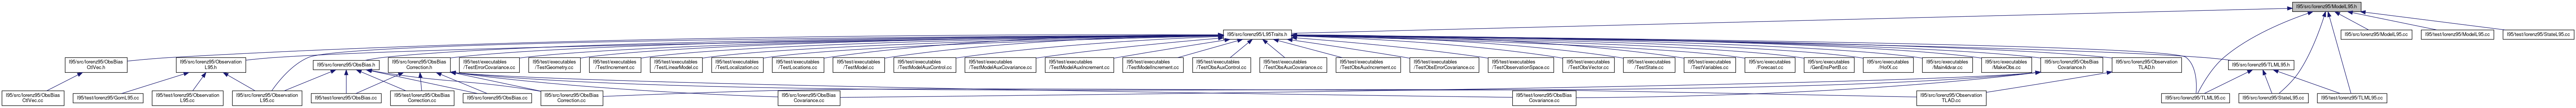 l95/src/lorenz95/ModelL95.h
l95/src/lorenz95/L95Traits.h
l95/src/lorenz95/ModelL95.cc
l95/test/lorenz95/ModelL95.cc
l95/test/lorenz95/StateL95.cc
l95/src/lorenz95/ObsBias
CtlVec.h
l95/src/lorenz95/Observation
L95.h
l95/src/lorenz95/ObsBias.h
l95/src/lorenz95/ObsBias
Correction.h
l95/test/executables
/TestErrorCovariance.cc
l95/test/executables
/TestGeometry.cc
l95/test/executables
/TestIncrement.cc
l95/test/executables
/TestLinearModel.cc
l95/test/executables
/TestLocalization.cc
l95/test/executables
/TestLocations.cc
l95/test/executables
/TestModel.cc
l95/test/executables
/TestModelAuxControl.cc
l95/test/executables
/TestModelAuxCovariance.cc
l95/test/executables
/TestModelAuxIncrement.cc
l95/test/executables
/TestModelIncrement.cc
l95/test/executables
/TestObsAuxControl.cc
l95/test/executables
/TestObsAuxCovariance.cc
l95/test/executables
/TestObsAuxIncrement.cc
l95/test/executables
/TestObsErrorCovariance.cc
l95/test/executables
/TestObservationSpace.cc
l95/test/executables
/TestObsVector.cc
l95/test/executables
/TestState.cc
l95/test/executables
/TestVariables.cc
l95/src/executables
/Forecast.cc
l95/src/executables
/GenEnsPertB.cc
l95/src/executables
/HofX.cc
l95/src/executables
/Main4dvar.cc
l95/src/executables
/MakeObs.cc
l95/src/lorenz95/ObsBias
Covariance.h
l95/src/lorenz95/Observation
TLAD.h
l95/src/lorenz95/TLML95.h
l95/src/lorenz95/ObsBias
CtlVec.cc
l95/test/lorenz95/GomL95.cc
l95/test/lorenz95/Observation
L95.cc
l95/src/lorenz95/Observation
L95.cc
l95/test/lorenz95/ObsBias.cc
l95/test/lorenz95/ObsBias
Correction.cc
l95/src/lorenz95/ObsBias.cc
l95/src/lorenz95/ObsBias
Correction.cc
l95/src/lorenz95/ObsBias
Covariance.cc
l95/test/lorenz95/ObsBias
Covariance.cc
l95/src/lorenz95/Observation
TLAD.cc
l95/src/lorenz95/TLML95.cc
l95/src/lorenz95/StateL95.cc
l95/test/lorenz95/TLML95.cc